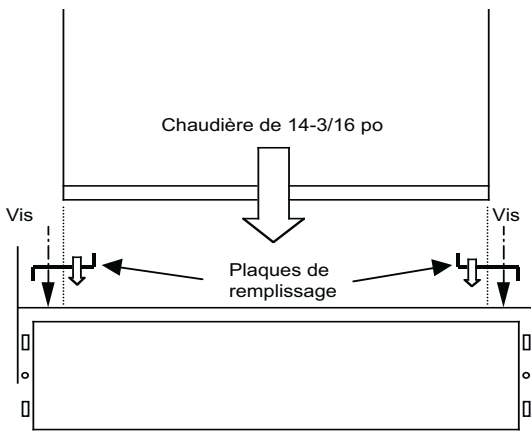 Chaudière de 14-3/16 po
Vis
Vis
Plaques de
remplissage